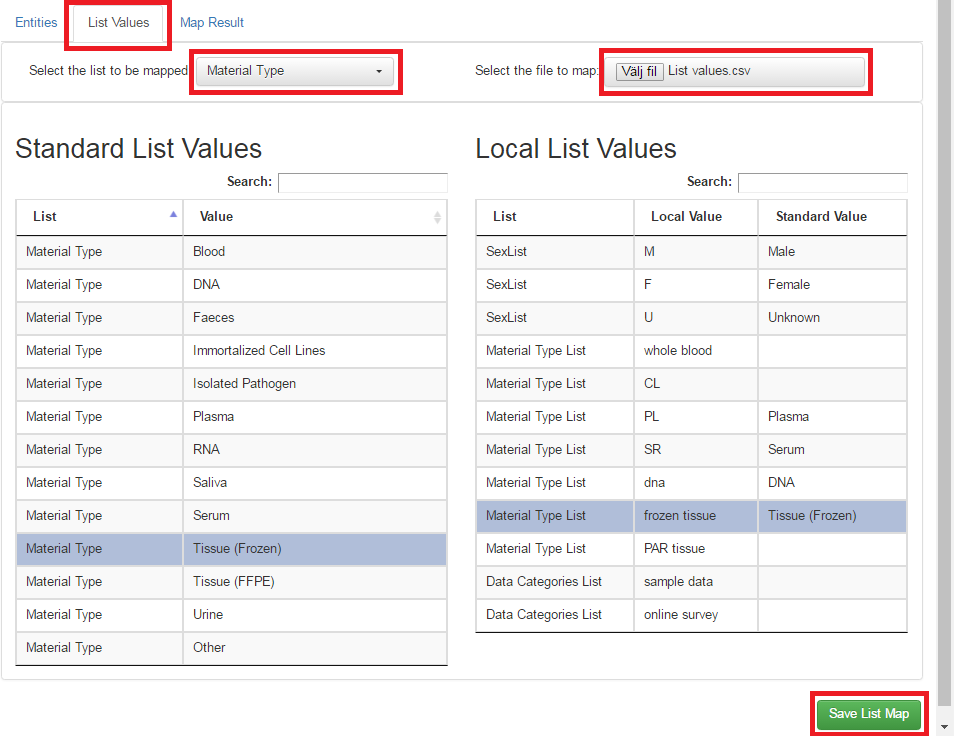 Entities List Values Map Result
Select the list to be mapped: Material Type Select the file to map: Välj fil List values.csv
Standard List Values
Search:
List Value
Material Type Blood
Material Type DNA
Material Type Faeces
Material Type Immortalized Cell Lines
Material Type Isolated Pathogen
Material Type Plasma
Material Type RNA
Material Type Saliva
Material Type Serum
Material Type Tissue (Frozen)
Material Type Tissue (FFPE)
Material Type Urine
Material Type Other
Local List Values
Search:
List Local Value Standard Value
SexList M Male
SexList F Female
SexList U Unknown
Material Type List whole blood
Material Type List CL
Material Type List PL Plasma
Material Type List SR Serum
Material Type List dna DNA
Material Type List frozen tissue Tissue (Frozen)
Material Type List PAR tissue
Data Categories List sample data
Data Categories List online survey
Save List Map